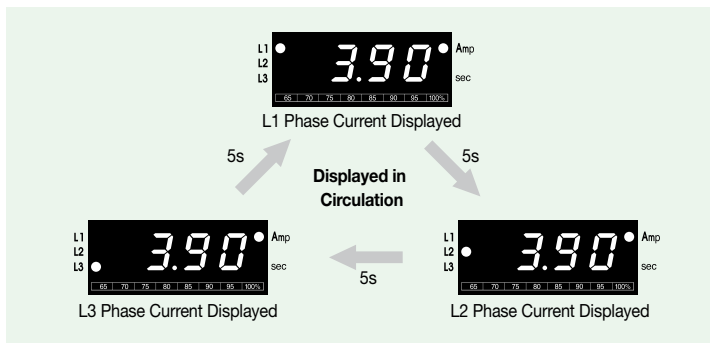 L1
L2
L3
3.90
Amp
sec
65 70 75 80 85 90 95 100%
L1 Phase Current Displayed
5s
5s
Displayed in
Circulation
L1
L2
L3
3.90
Amp
sec
65 70 75 80 85 90 95 100%
L3 Phase Current Displayed
5s
L1
L2
L3
3.90
Amp
sec
65 70 75 80 85 90 95 100%
L2 Phase Current Displayed